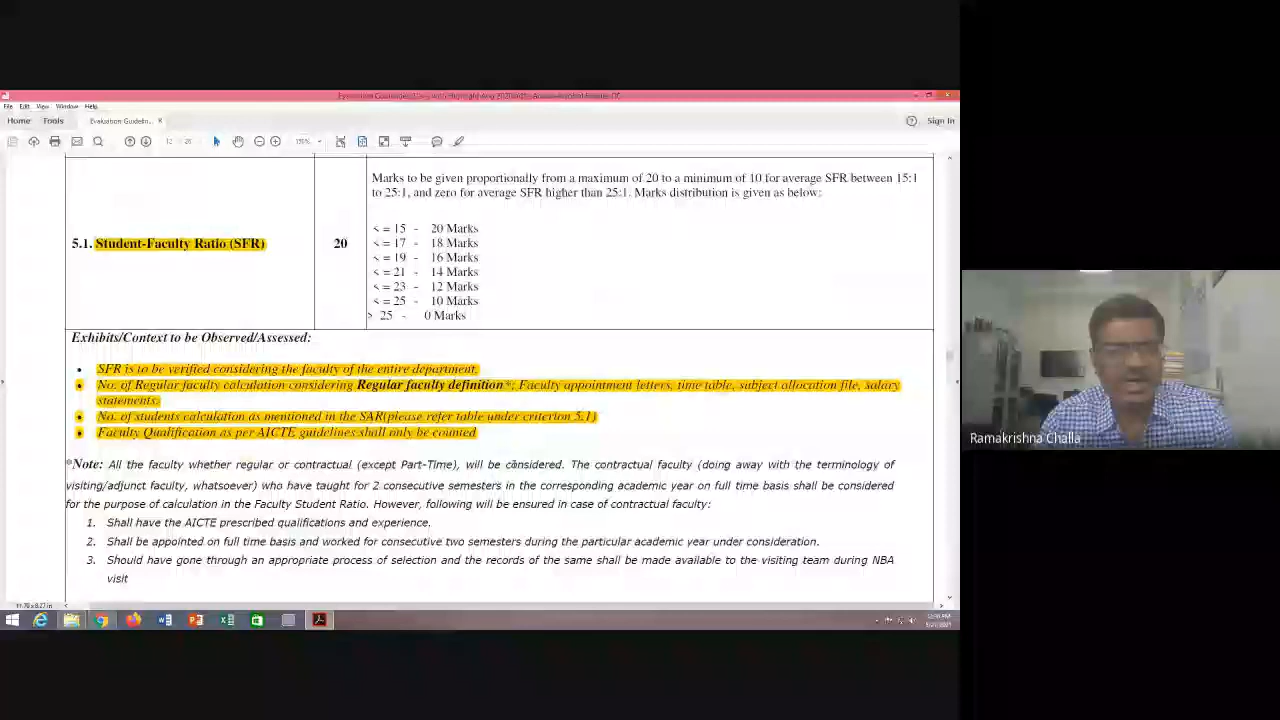 File Edit View Window Help
Home Tools Evaluation Guidelin... × Sign In
Marks to be given proportionally from a maximum of 20 to a minimum of 10 for average SFR between 15:1
to 25:1, and zero for average SFR higher than 25:1. Marks distribution is given as below:
5.1. Student-Faculty Ratio (SFR)
20
< = 15 - 20 Marks
< = 17 - 18 Marks
< = 19 - 16 Marks
< = 21 - 14 Marks
< = 23 - 12 Marks
< = 25 - 10 Marks
> 25 - 0 Marks
Exhibits/Context to be Observed/Assessed:
• SFR is to be verified considering the faculty of the entire department.
• No. of Regular faculty calculation considering Regular faculty definition*; Faculty appointment letters, time table, subject allocation file, salary
statements.
• No. of students calculation as mentioned in the SAR(please refer table under criterion 5.1)
• Faculty Qualification as per AICTE guidelines shall only be counted
*Note: All the faculty whether regular or contractual (except Part-Time), will be considered. The contractual faculty (doing away with the terminology of
visiting/adjunct faculty, whatsoever) who have taught for 2 consecutive semesters in the corresponding academic year on full time basis shall be considered
for the purpose of calculation in the Faculty Student Ratio. However, following will be ensured in case of contractual faculty:
1. Shall have the AICTE prescribed qualifications and experience.
2. Shall be appointed on full time basis and worked for consecutive two semesters during the particular academic year under consideration.
3. Should have gone through an appropriate process of selection and the records of the same shall be made available to the visiting team during NBA
visit
Ramakrishna Challa